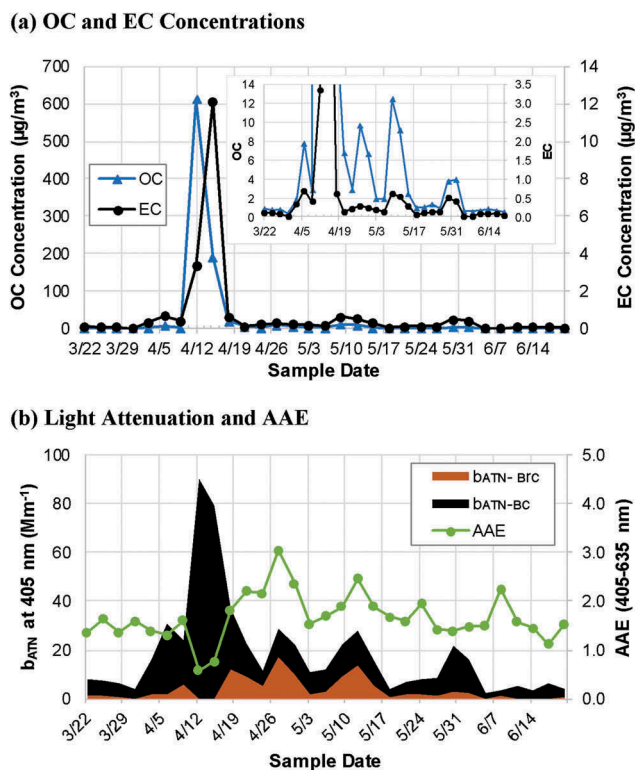 (a) OC and EC Concentrations
OC Concentration (µg/m³)
700
600
500
400
300
200
100
0
OC
EC
EC Concentration (µg/m³)
14
12
10
8
6
4
2
0
OC
14
12
10
8
6
4
2
0
EC
3.5
3.0
2.5
2.0
1.5
1.0
0.5
0.0
3/22 4/5 4/19 5/3 5/17 5/31 6/14
3/22 3/29 4/5 4/12 4/19 4/26 5/3 5/10 5/17 5/24 5/31 6/7 6/14
Sample Date
(b) Light Attenuation and AAE
bATN at 405 nm (Mm-1)
100
80
60
40
20
0
bATN- Brc
bATN-BC
AAE
AAE (405-635 nm)
5.0
4.0
3.0
2.0
1.0
0.0
3/22 3/29 4/5 4/12 4/19 4/26 5/3 5/10 5/17 5/24 5/31 6/7 6/14
Sample Date